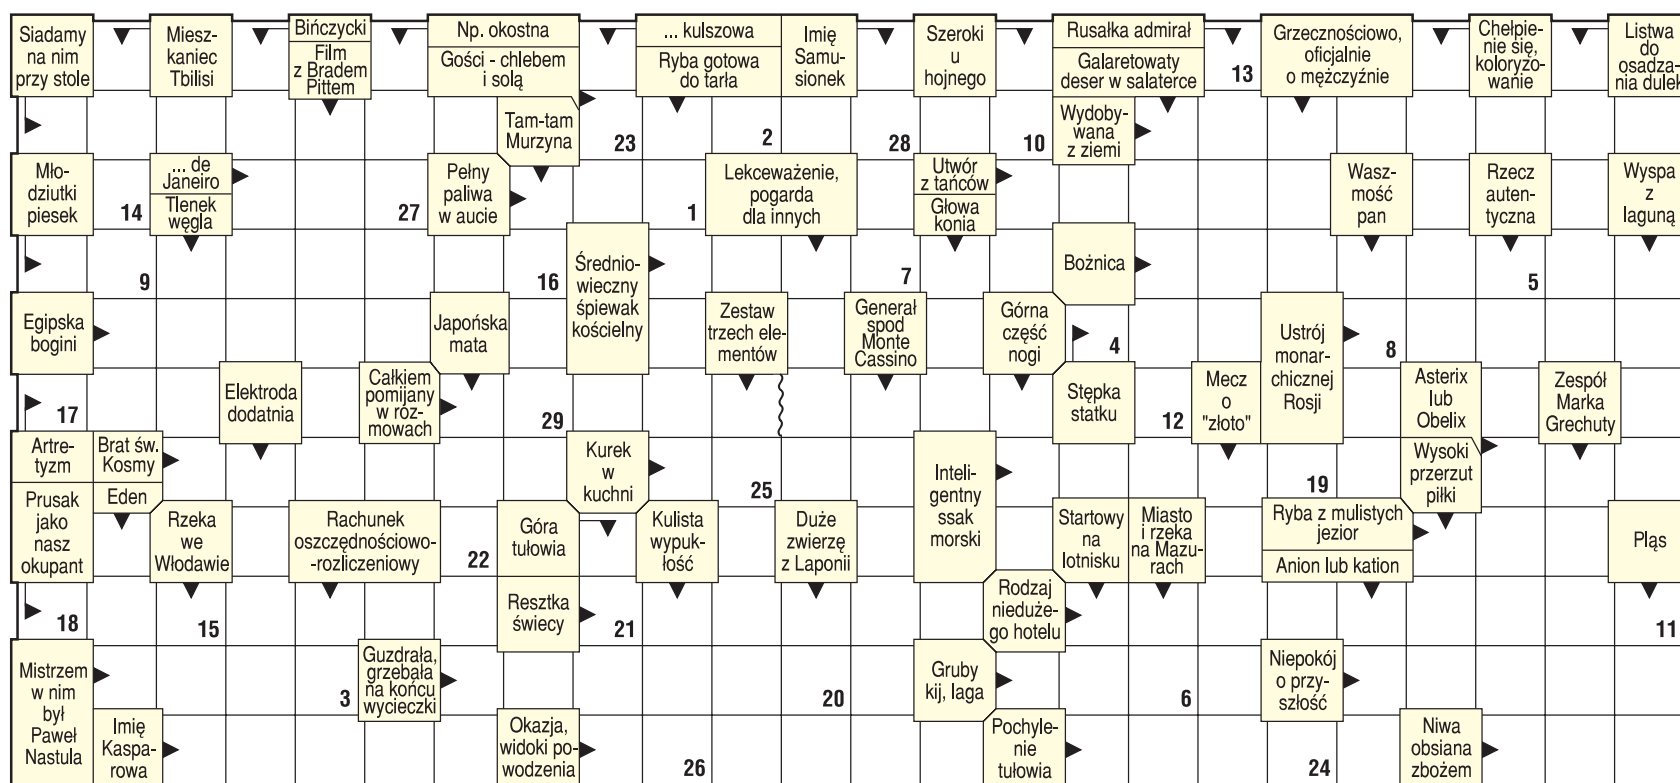 Siadamy
na nim
przy stole
Miesz-
kaniec
Tbilisi
Bińczycki
Film
z Bradem
Pittem
Np. okostna
Gości - chlebem
i solą
... kulszowa
Ryba gotowa
do tarła
Imię
Samu-
sionek
Szeroki
u
hojnego
Rusałka admirał
Galaretowaty
deser w salaterce
13
Grzecznościowo,
oficjalnie
o mężczyźnie
Chełpie-
nie się,
koloryzo-
wanie
Listwa
do
osadza-
nia dulek
Tam-tam
Murzyna
23
2
28
10
Wydoby-
wana
z ziemi
Mło-
dziutki
piesek
14
... de
Janeiro
Tlenek
węgla
27
Pełny
paliwa
w aucie
1
Lekceważenie,
pogarda
dla innych
Utwór
z tańców
Głowa
konia
Wasz-
mość
pan
Rzecz
auten-
tyczna
Wyspa
z
laguną
9
16
Średnio-
wieczny
śpiewak
kościelny
7
Bożnica
5
Egipska
bogini
Japońska
mata
Zestaw
trzech ele-
mentów
Generał
spod
Monte
Cassino
Górna
część
nogi
4
Ustrój
monar-
chicznej
Rosji
8
17
Elektroda
dodatnia
Całkiem
pomijany
w roz-
mowach
29
Stępka
statku
12
Mecz
o
"złoto"
Asterix
lub
Obelix
Wysoki
przerzut
piłki
Zespół
Marka
Grechuty
Artre-
tyzm
Prusak
jako
nasz
okupant
Brat św.
Kosmy
Eden
Kurek
w
kuchni
25
Inteli-
gentny
ssak
morski
19
Rzeka
we
Włodawie
Rachunek
oszczędnościowo-
-rozliczeniowy
22
Góra
tułowia
Kulista
wypuk-
łość
Duże
zwierzę
z Laponii
Startowy
na
lotnisku
Miasto
i rzeka
na Mazu-
rach
Ryba z mulistych
jezior
Anion lub kation
Pląs
18
15
Resztka
świecy
21
Rodzaj
nieduże-
go hotelu
11
Mistrzem
w nim
był
Paweł
Nastula
3
Guzdrała,
grzebała
na końcu
wycieczki
20
Gruby
kij, laga
6
Niepokój
o przy-
szłość
Imię
Kaspa-
rowa
Okazja,
widoki po-
wodzenia
26
Pochyle-
nie
tułowia
24
Niwa
obsiana
zbożem